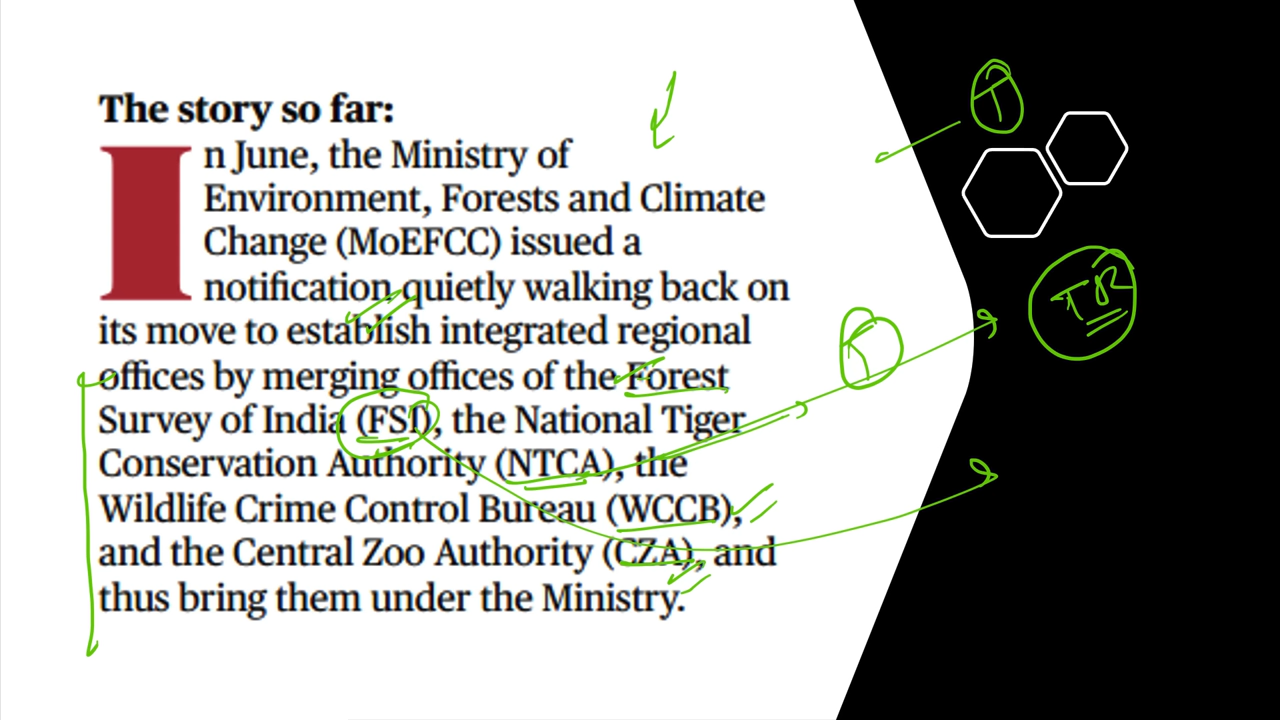 The story so far:
In June, the Ministry of
Environment, Forests and Climate
Change (MoEFCC) issued a
notification quietly walking back on
its move to establish integrated regional
offices by merging offices of the Forest
Survey of India (FSI), the National Tiger
Conservation Authority (NTCA), the
Wildlife Crime Control Bureau (WCCB),
and the Central Zoo Authority (CZA), and
thus bring them under the Ministry.
T
TR